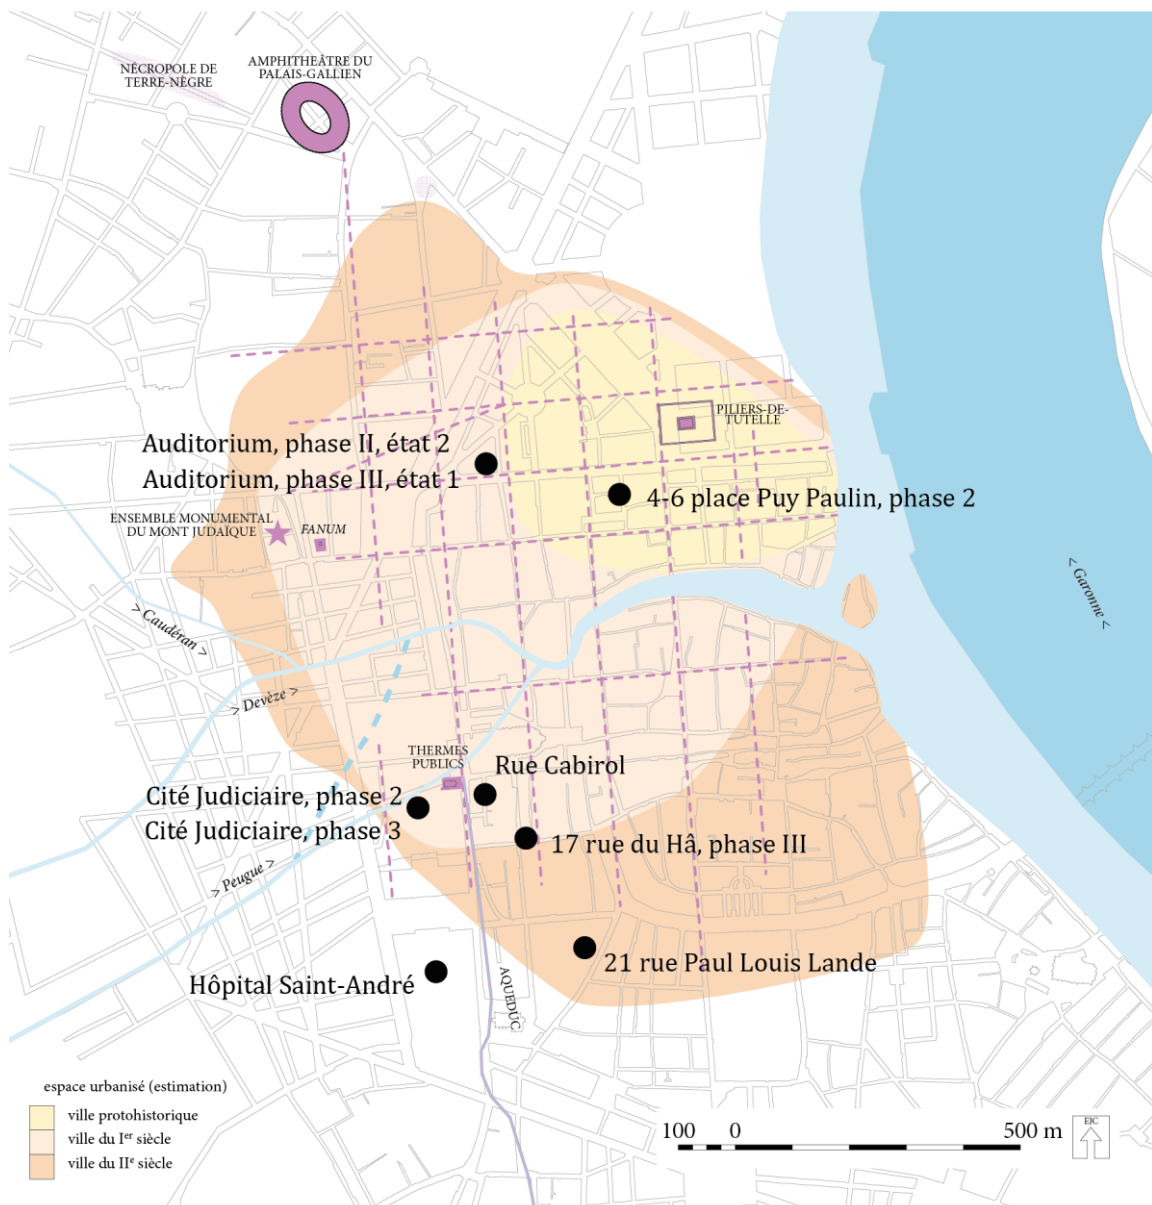 NÉCROPOLE DE
TERRE-NÈGRE
AMPHITHÉÂTRE DU
PALAIS-GALLIEN
PILIERS-DE-
TUTELLE
Auditorium, phase II, état 2
Auditorium, phase III, état 1
4-6 place Puy Paulin, phase 2
ENSEMBLE MONUMENTAL
DU MONT JUDAÏQUE
FANUM
< Garonne <
> Caudéran >
> Devèze >
THERMES
PUBLICS
Rue Cabirol
Cité Judiciaire, phase 2
Cité Judiciaire, phase 3
17 rue du Hâ, phase III
> Peugue >
21 rue Paul Louis Lande
Hôpital Saint-André
AQUEDUC
espace urbanisé (estimation)
ville protohistorique
ville du Ier siècle
ville du IIe siècle
100 0 500 m
EJC